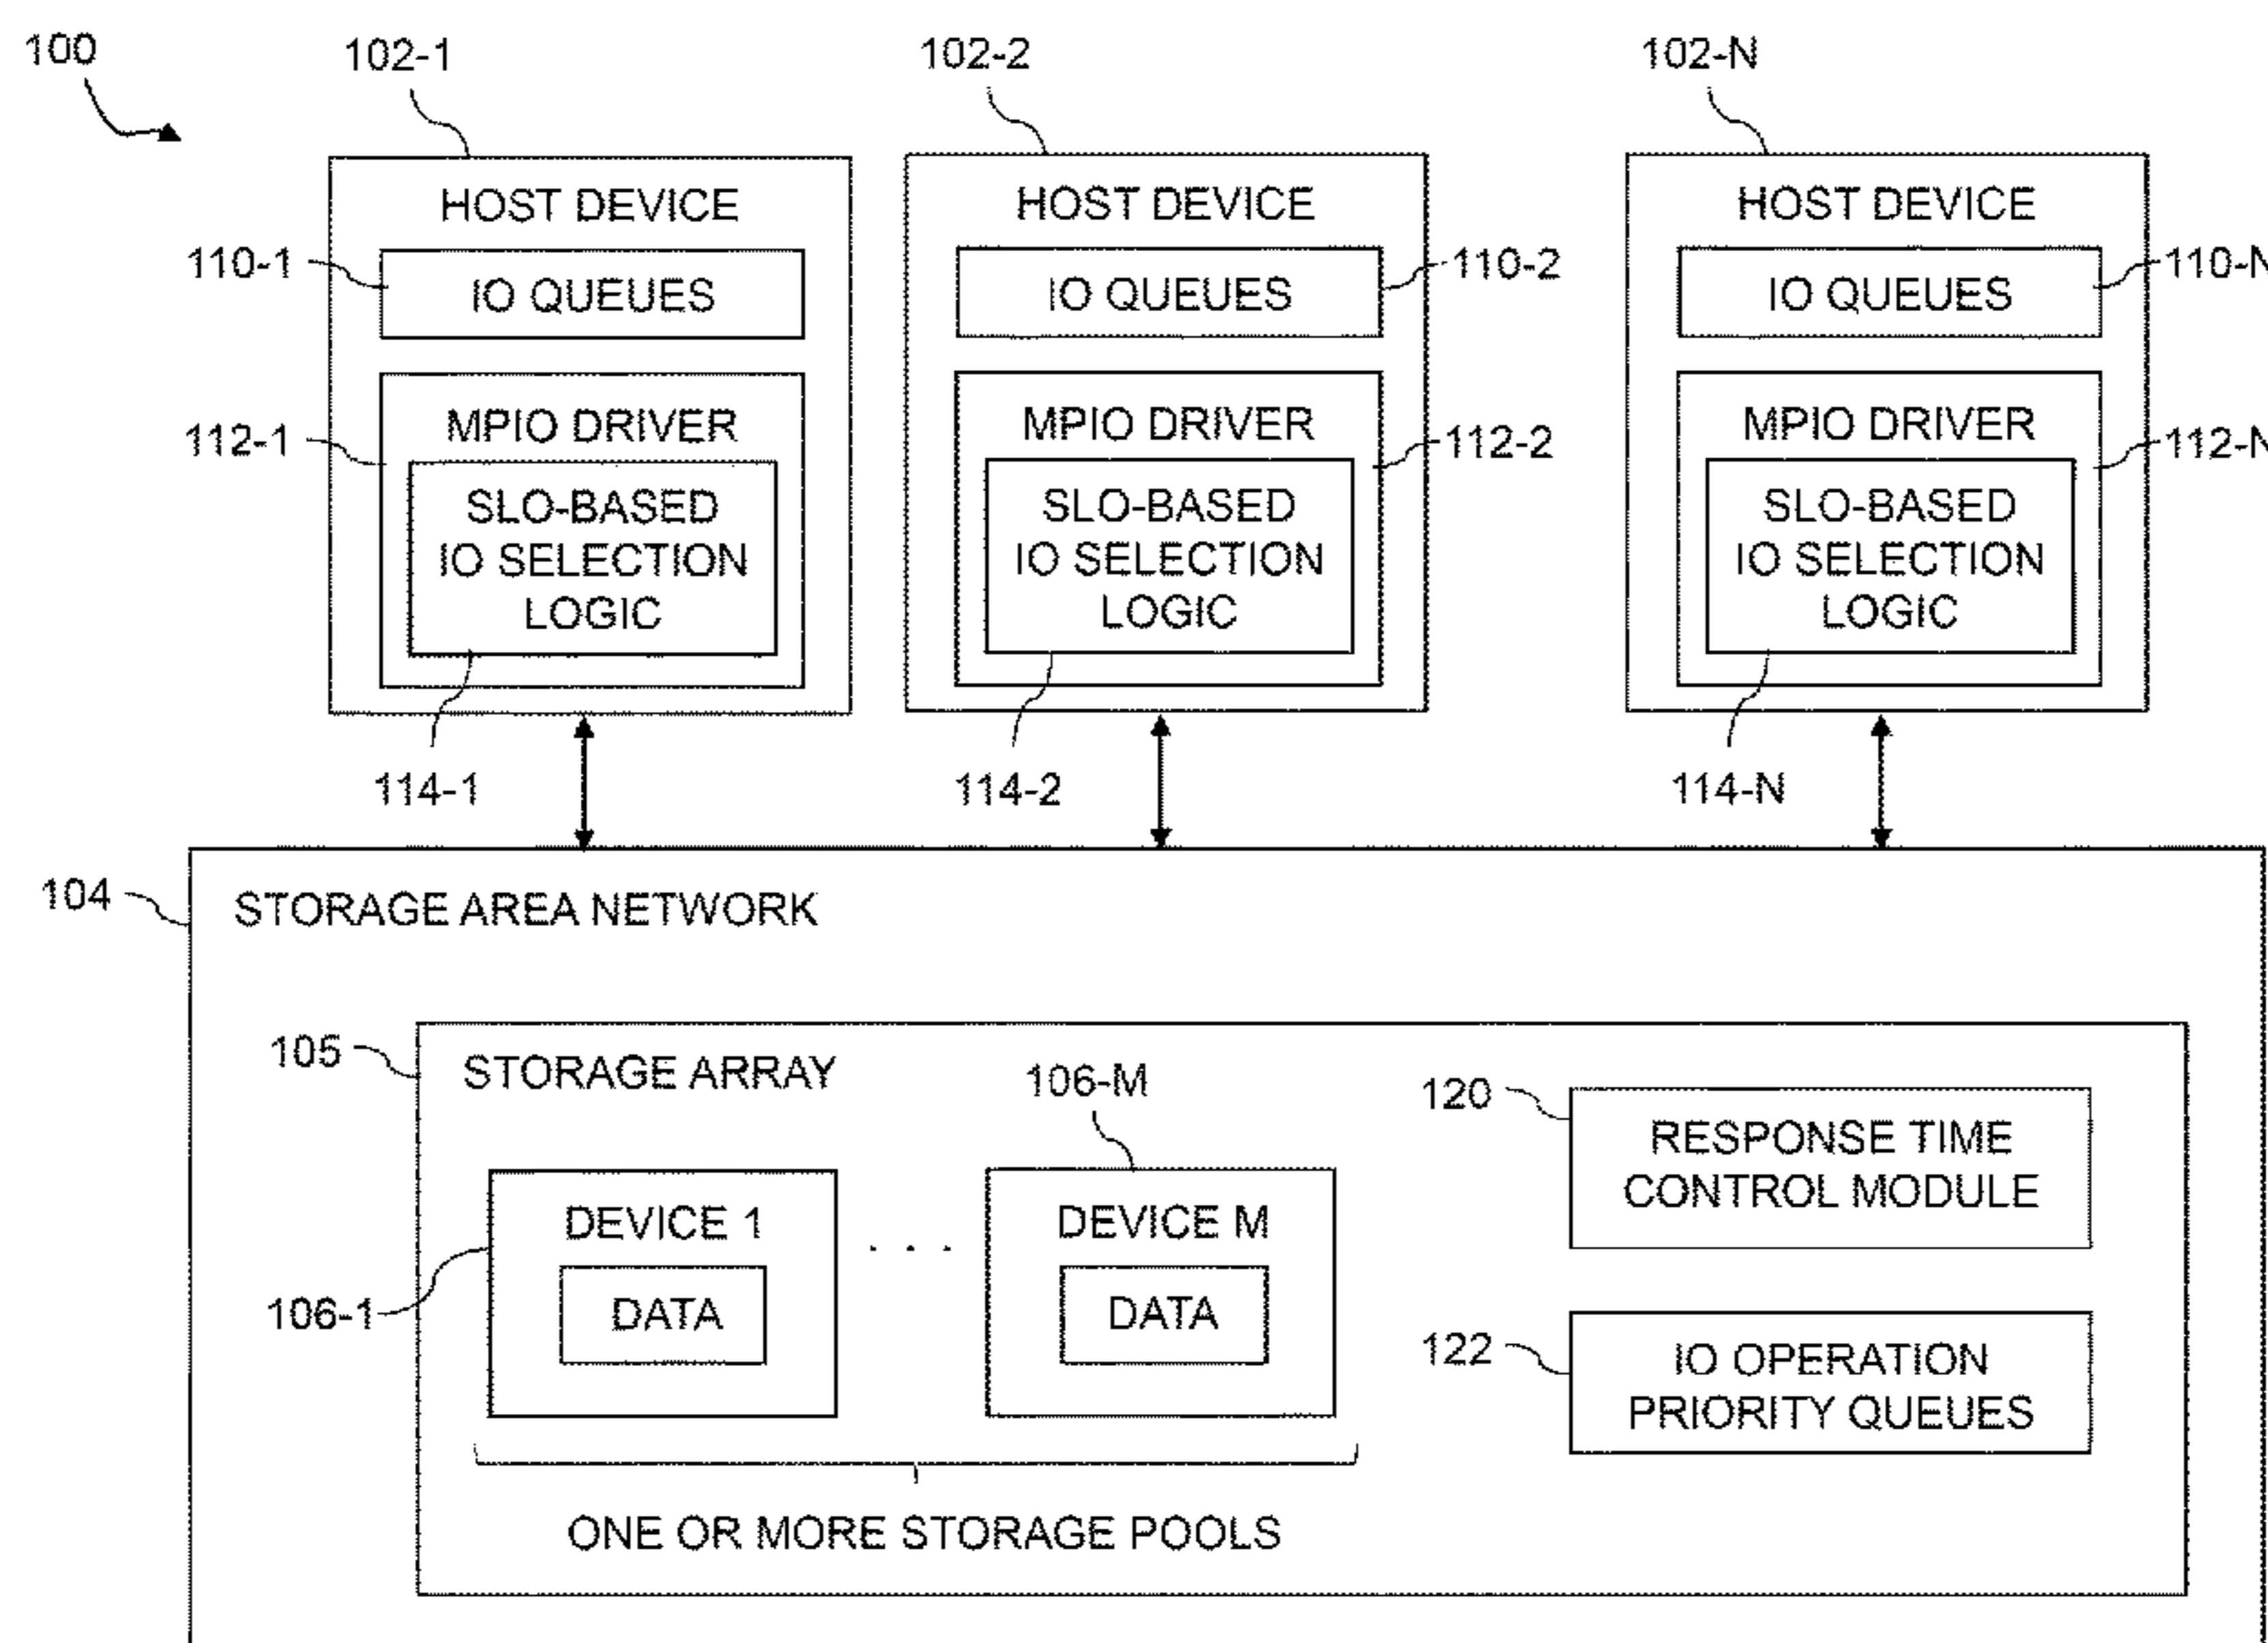 100
102-1
102-2
102-N
HOST DEVICE
HOST DEVICE
HOST DEVICE
110-1
IO QUEUES
IO QUEUES
110-2
IO QUEUES
110-N
112-1
MPIO DRIVER
MPIO DRIVER
112-2
MPIO DRIVER
112-N
SLO-BASED
IO SELECTION
LOGIC
SLO-BASED
IO SELECTION
LOGIC
SLO-BASED
IO SELECTION
LOGIC
114-1
114-2
114-N
104
STORAGE AREA NETWORK
105
STORAGE ARRAY
106-M
120
RESPONSE TIME
CONTROL MODULE
DEVICE 1
. . .
DEVICE M
106-1
DATA
DATA
122
IO OPERATION
PRIORITY QUEUES
ONE OR MORE STORAGE POOLS